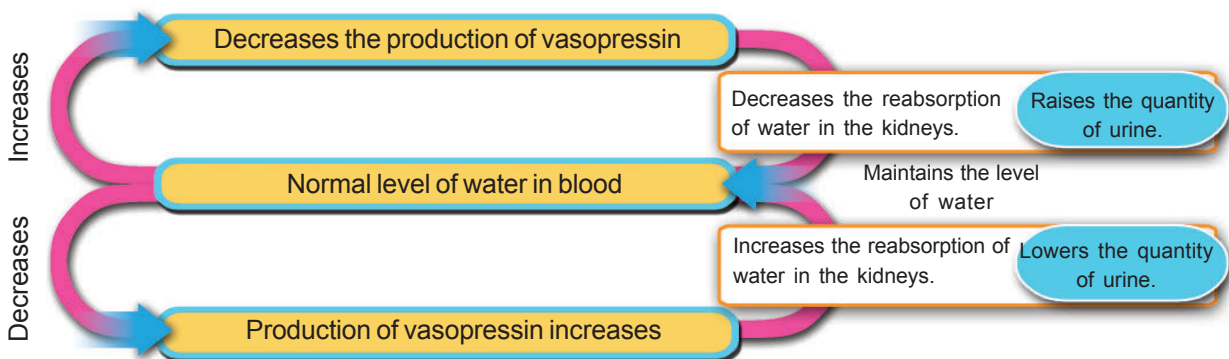 Increases
Decreases the production of vasopressin
Decreases the reabsorption
of water in the kidneys.
Raises the quantity
of urine.
Normal level of water in blood
Maintains the level
of water
Decreases
Increases the reabsorption of
water in the kidneys.
Lowers the quantity
of urine.
Production of vasopressin increases